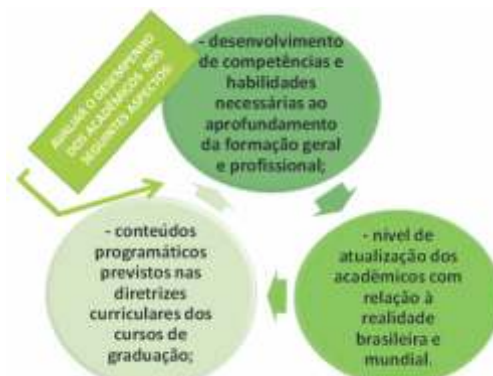 AVALIAR O DESEMPENHO
DOS ACADÊMICOS NOS
SEGUINTES ASPECTOS:
- desenvolvimento
de competências e
habilidades
necessárias ao
aprofundamento
da formação geral
e profissional;
- nível de
atualização dos
acadêmicos com
relação à
realidade
brasileira e
mundial.
- conteúdos
programáticos
previstos nas
diretrizes
curriculares dos
cursos de
graduação;